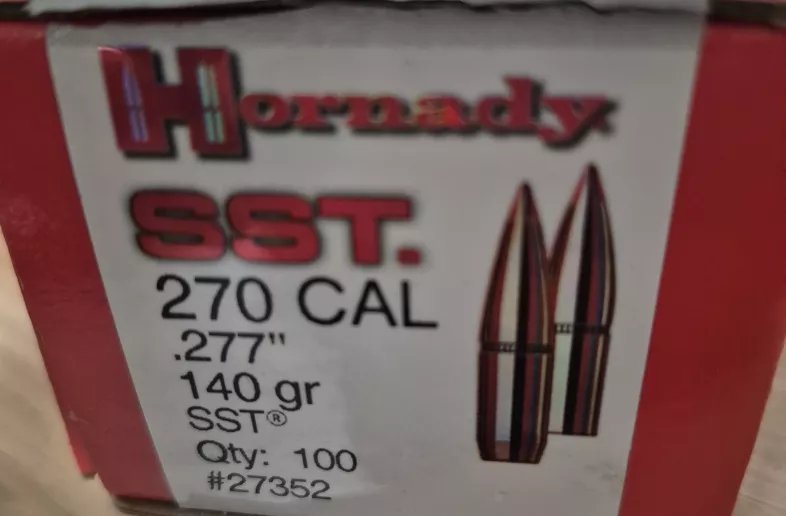 Hornady
SST.
270 CAL
.277"
140 gr
SST®
Qty: 100
#27352